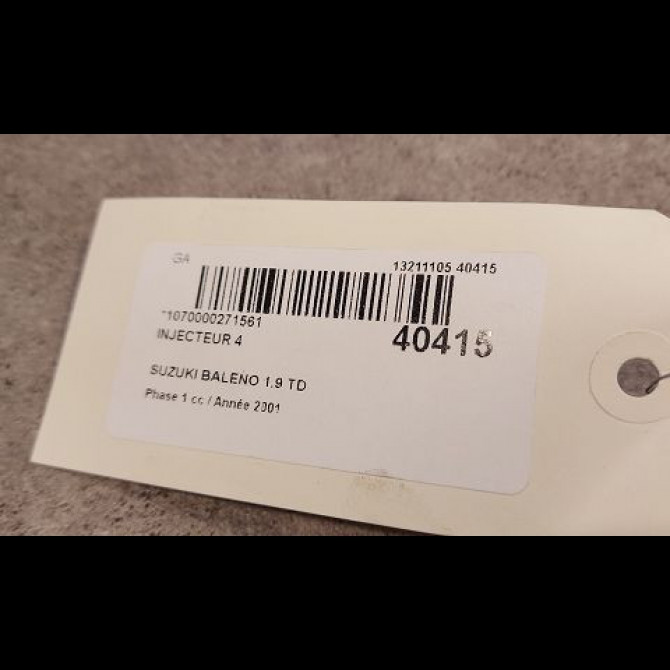 GA 13211105 40415
*1070000271561
INJECTEUR 4 40415
SUZUKI BALENO 1.9 TD
Phase 1 cc / Année 2001